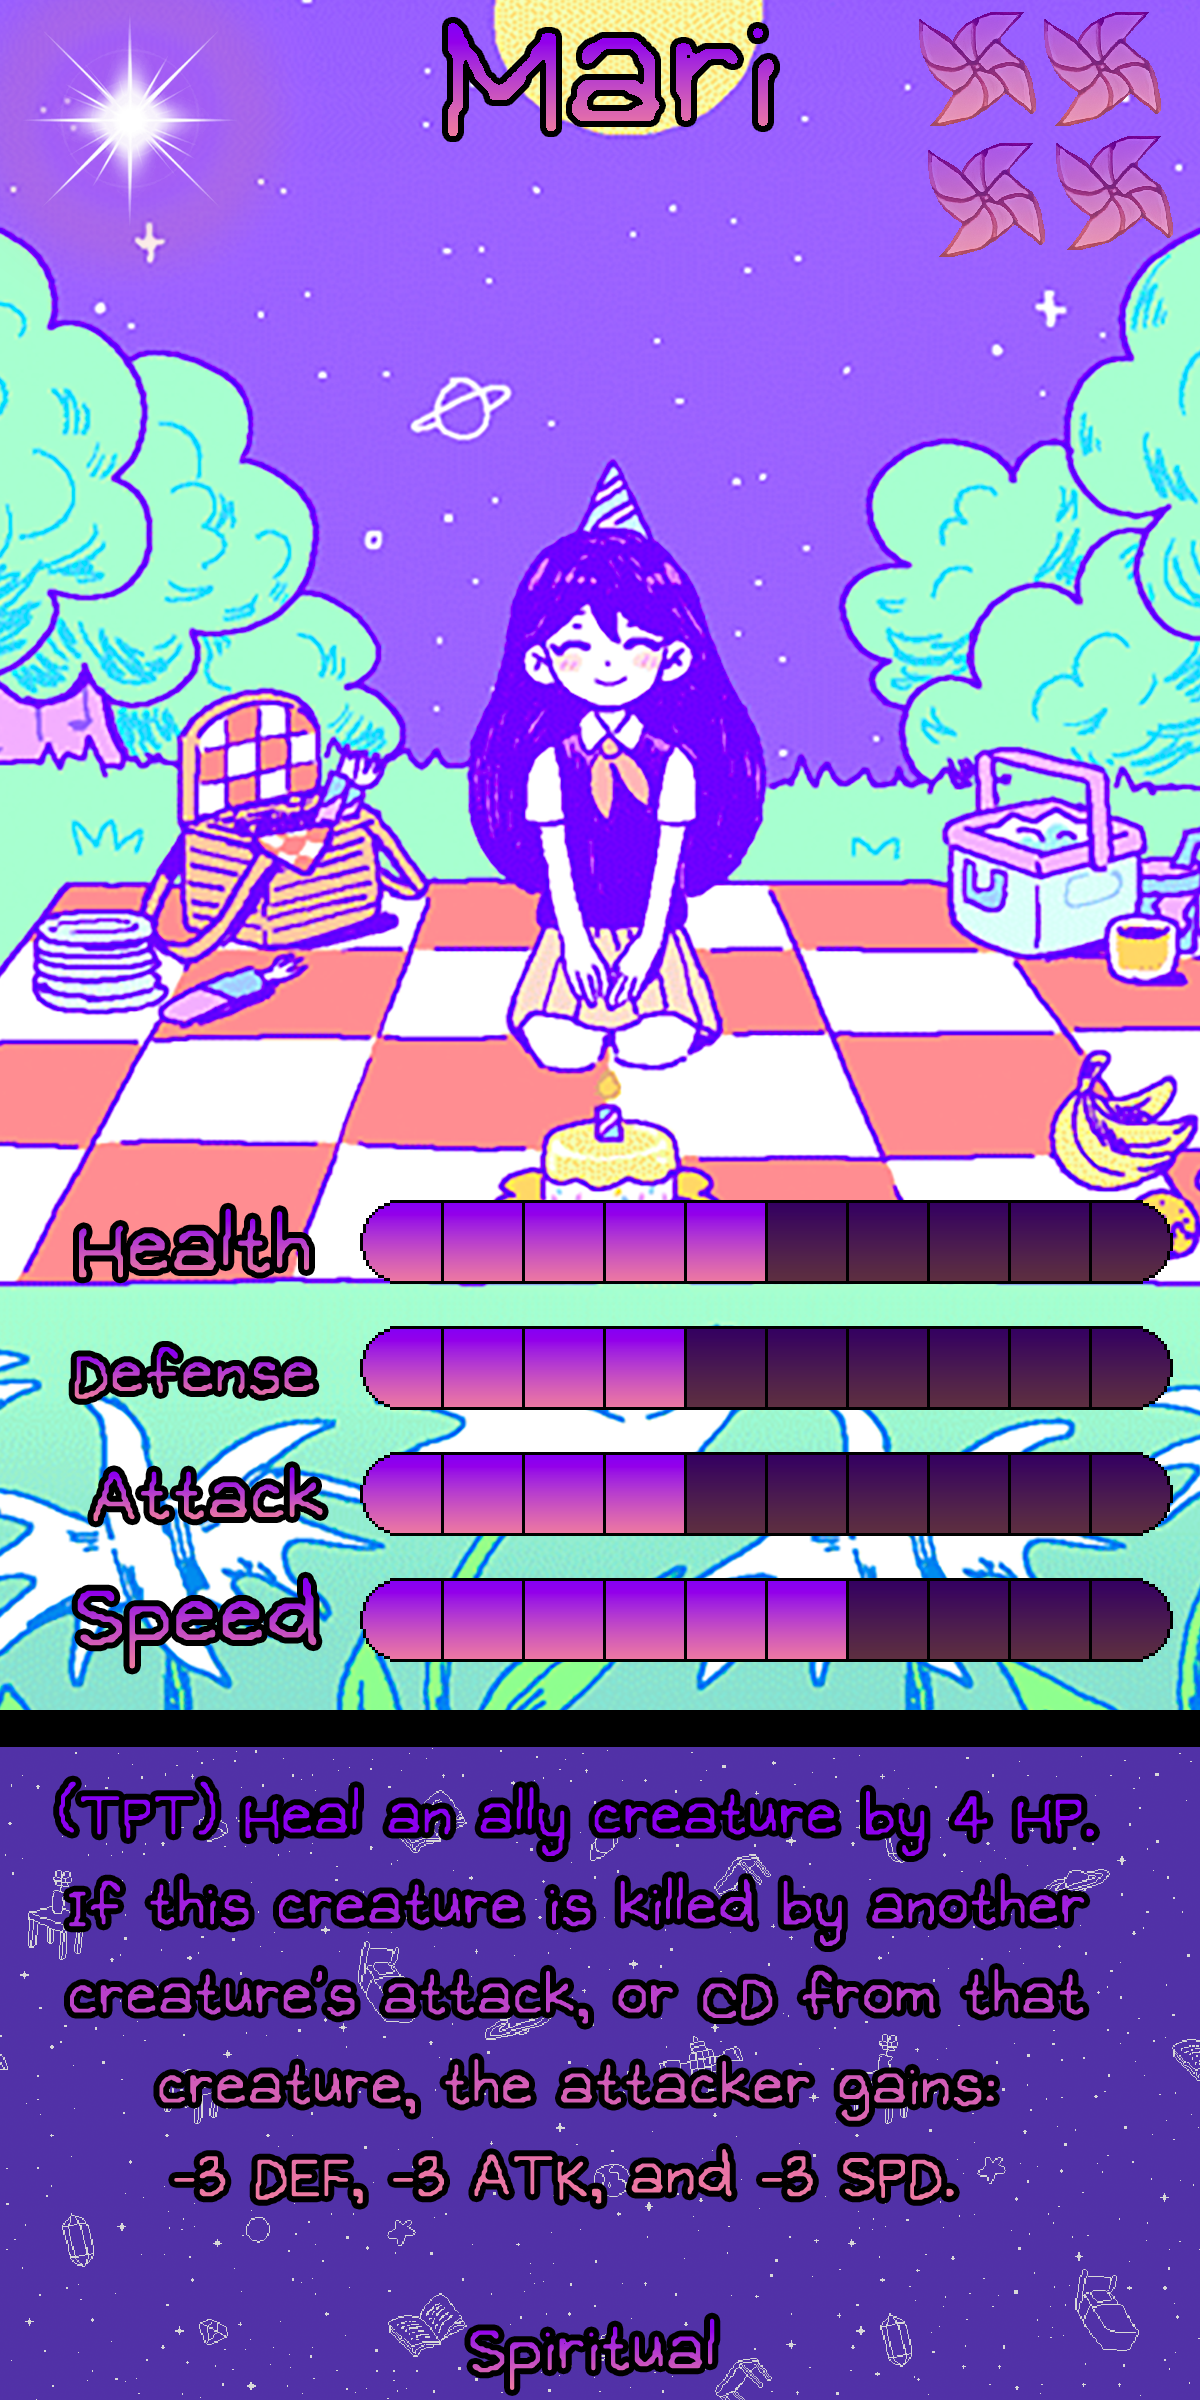 Mari
Health
Defense
Attack
Speed
(TPT) Heal an ally creature by 4 HP.
If this creature is killed by another
creature's attack, or CD from that
creature, the attacker gains:
-3 DEF, -3 ATK, and -3 SPD.
Spiritual